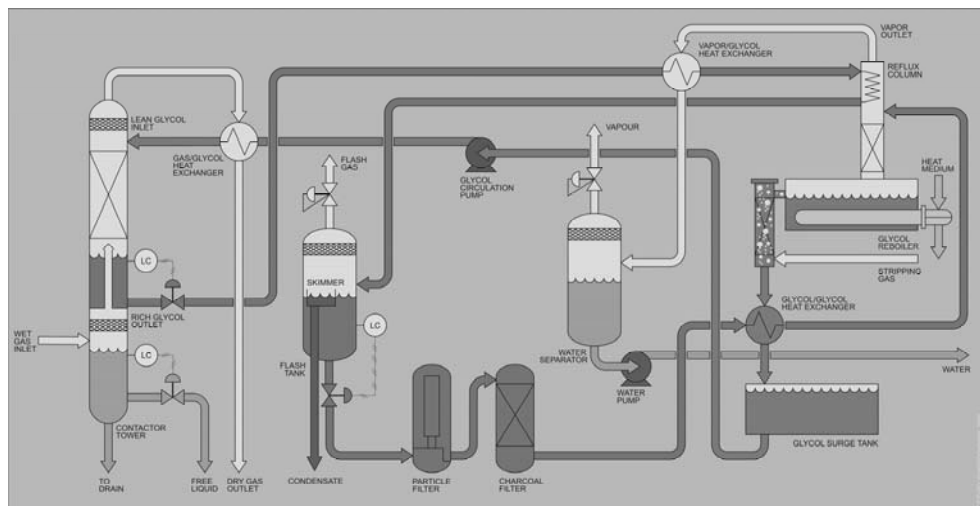 VAPOR
OUTLET
VAPOR/GLYCOL
HEAT EXCHANGER
REFLUX
COLUMN
LEAN GLYCOL
INLET
GAS/GLYCOL
HEAT
EXCHANGER
VAPOUR
FLASH
GAS
GLYCOL
CIRCULATION
PUMP
HEAT
MEDIUM
GLYCOL
REBOILER
STRIPPING
GAS
LC
SKIMMER
GLYCOL/GLYCOL
HEAT EXCHANGER
RICH GLYCOL
OUTLET
WET
GAS INLET
LC
LC
FLASH
TANK
WATER
SEPARATOR
WATER
PUMP
WATER
GLYCOL SURGE TANK
CONTACTOR
TOWER
TO
DRAIN
FREE
LIQUID
DRY GAS
OUTLET
CONDENSATE
PARTICLE
FILTER
CHARCOAL
FILTER